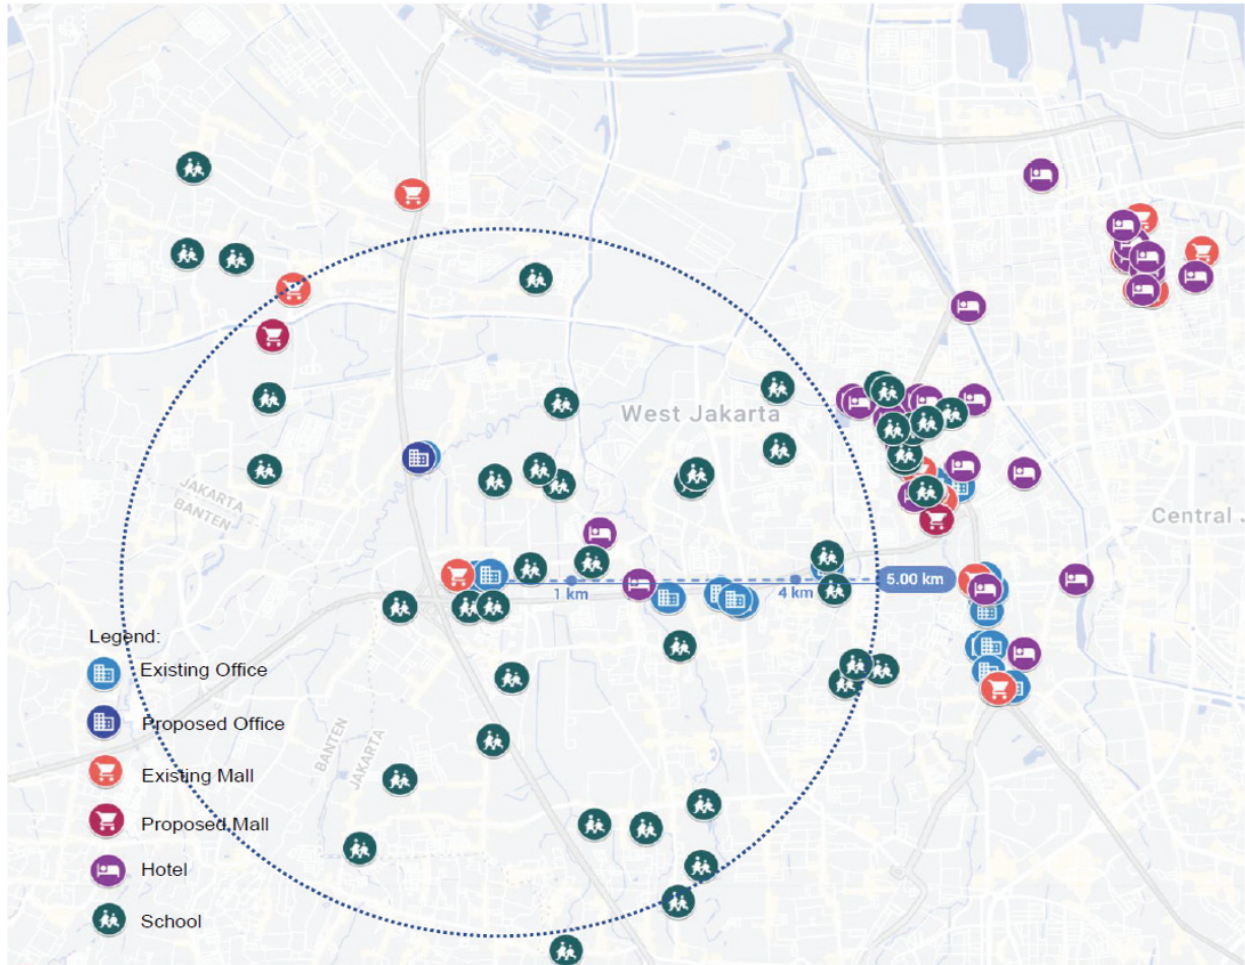 West Jakarta
JAKARTA
BANTEN
Central J
1 km
4 km
5.00 km
BANTEN
JAKARTA
Legend:
Existing Office
Proposed Office
Existing Mall
Proposed Mall
Hotel
School